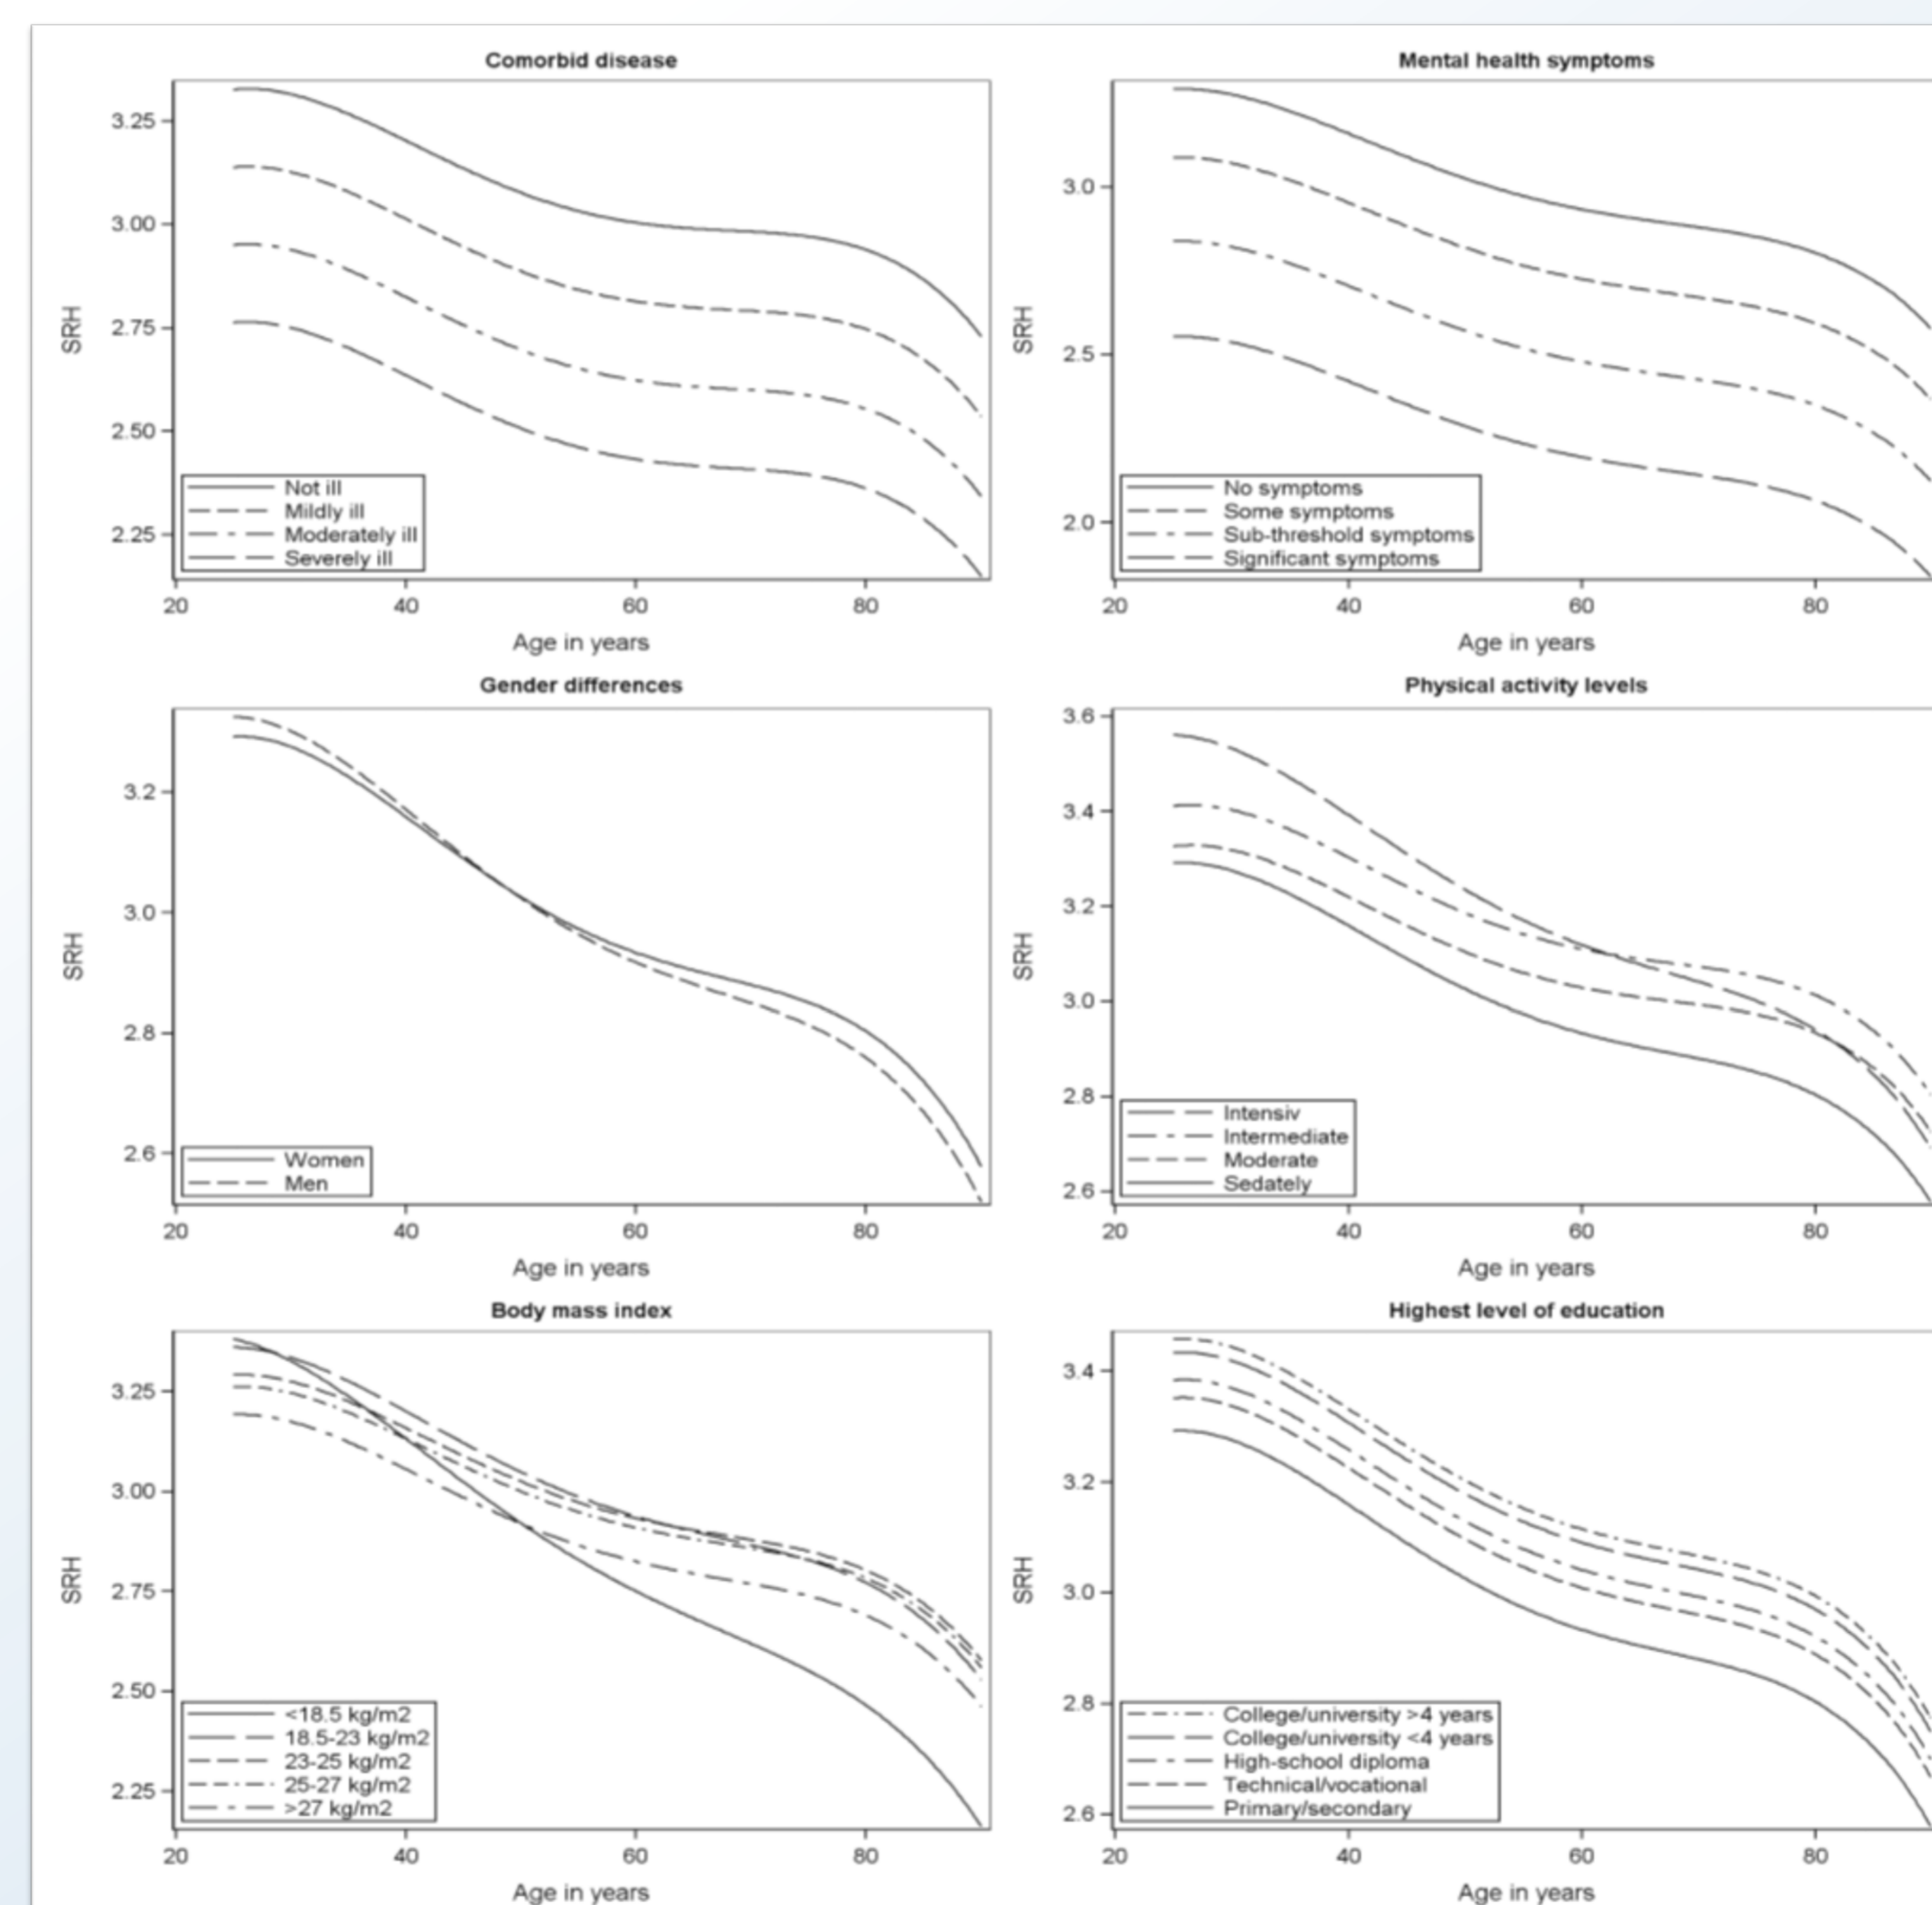 Comorbid disease
3.25
3.00
2.75
2.50
2.25
SRH
Not ill
Mildly ill
Moderately ill
Severely ill
20 40 60 80
Age in years
Mental health symptoms
3.0
2.5
2.0
SRH
No symptoms
Some symptoms
Sub-threshold symptoms
Significant symptoms
20 40 60 80
Age in years
Gender differences
3.2
3.0
2.8
2.6
SRH
Women
Men
20 40 60 80
Age in years
Physical activity levels
3.6
3.4
3.2
3.0
2.8
2.6
SRH
Intensiv
Intermediate
Moderate
Sedately
20 40 60 80
Age in years
Body mass index
3.25
3.00
2.75
2.50
2.25
SRH
<18.5 kg/m2
18.5-23 kg/m2
23-25 kg/m2
25-27 kg/m2
>27 kg/m2
20 40 60 80
Age in years
Highest level of education
3.4
3.2
3.0
2.8
2.6
SRH
College/university >4 years
College/university <4 years
High-school diploma
Technical/vocational
Primary/secondary
20 40 60 80
Age in years